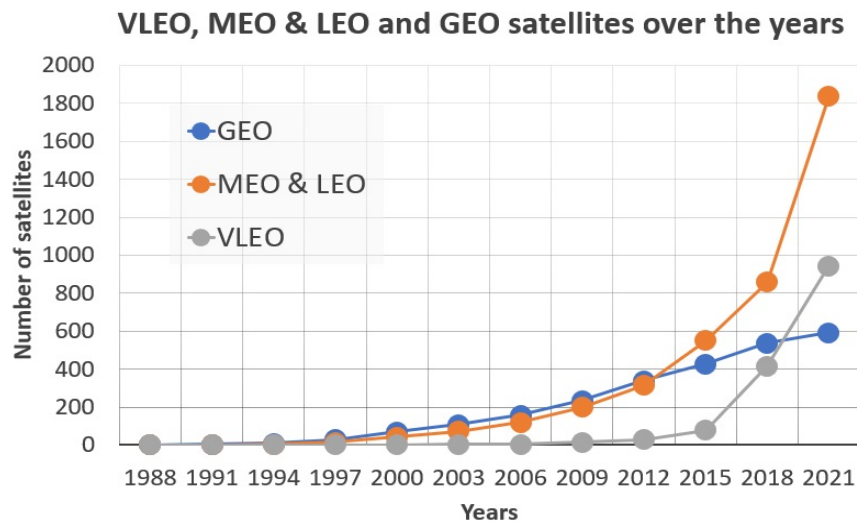 VLEO, MEO & LEO and GEO satellites over the years
2000
1800
1600
1400
1200
1000
800
600
400
200
0
Number of satellites
GEO
MEO & LEO
VLEO
1988 1991 1994 1997 2000 2003 2006 2009 2012 2015 2018 2021
Years